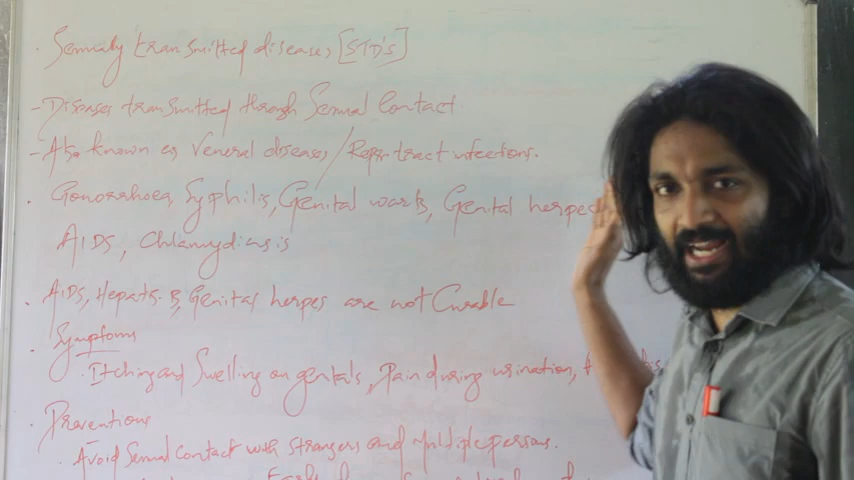 . Sexually transmitted diseases [STD's]
- Diseases transmitted through Sexual Contact
- Also known as Veneral diseases / Repr. tract infections.
. Gonorrhoea, Syphilis, Genital warts, Genital herpes
AIDS, Chlamydiasis
. AIDS, Hepatis. B, Genital herpes are not Curable
. Symptoms
. Itching and Swelling on genitals, Pain during urination,
. Preventions
. Avoid Sexual Contact with strangers and Multiple persons.